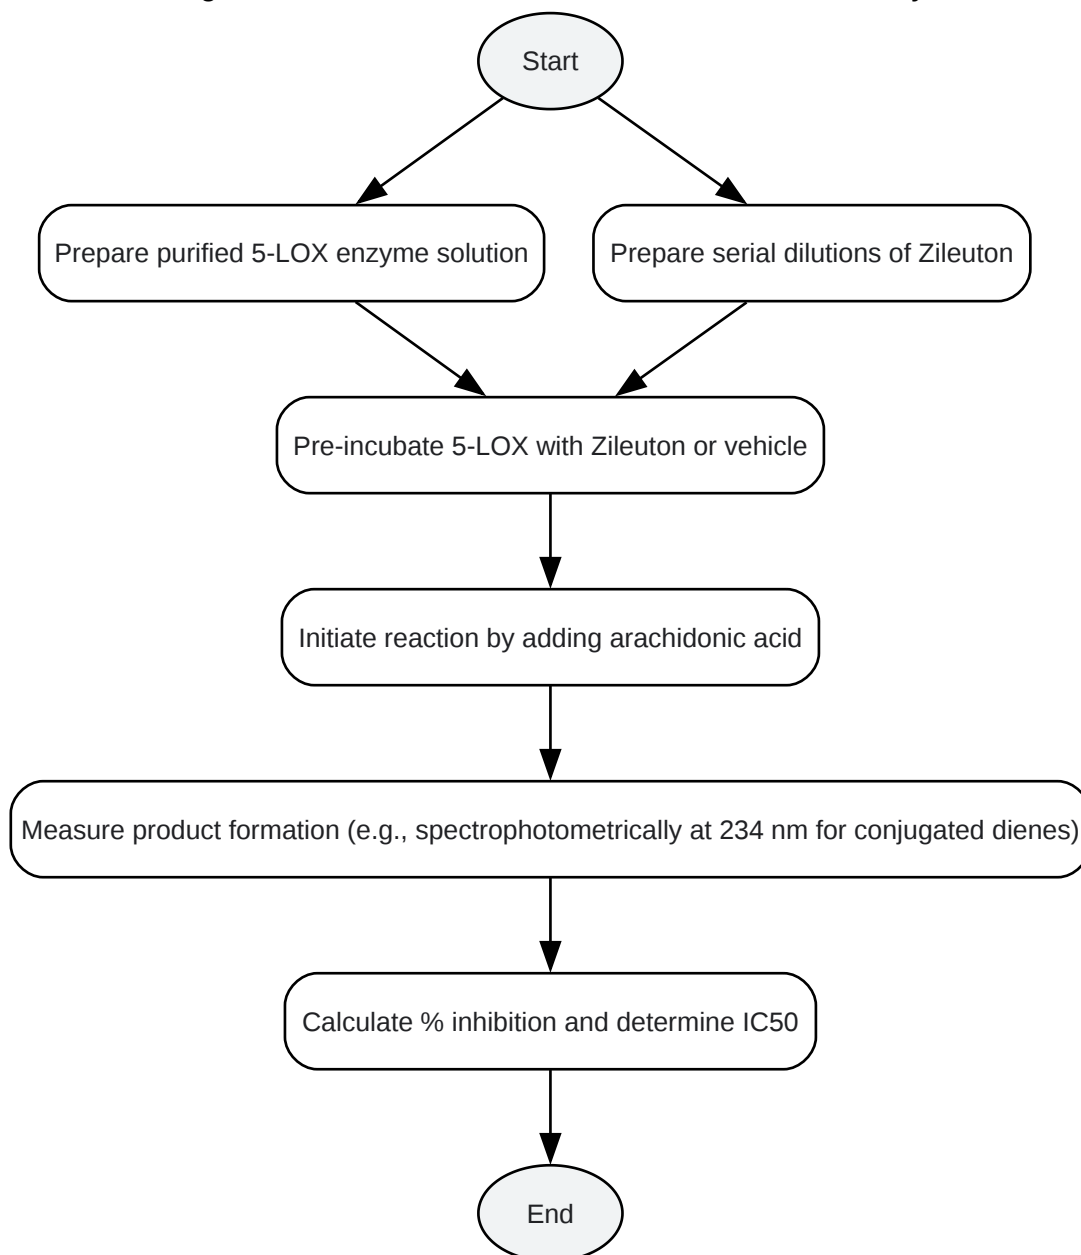 Start
Prepare purified 5-LOX enzyme solution
Prepare serial dilutions of Zileuton
Pre-incubate 5-LOX with Zileuton or vehicle
Initiate reaction by adding arachidonic acid
Measure product formation (e.g., spectrophotometrically at 234 nm for conjugated dienes)
Calculate % inhibition and determine IC50
End